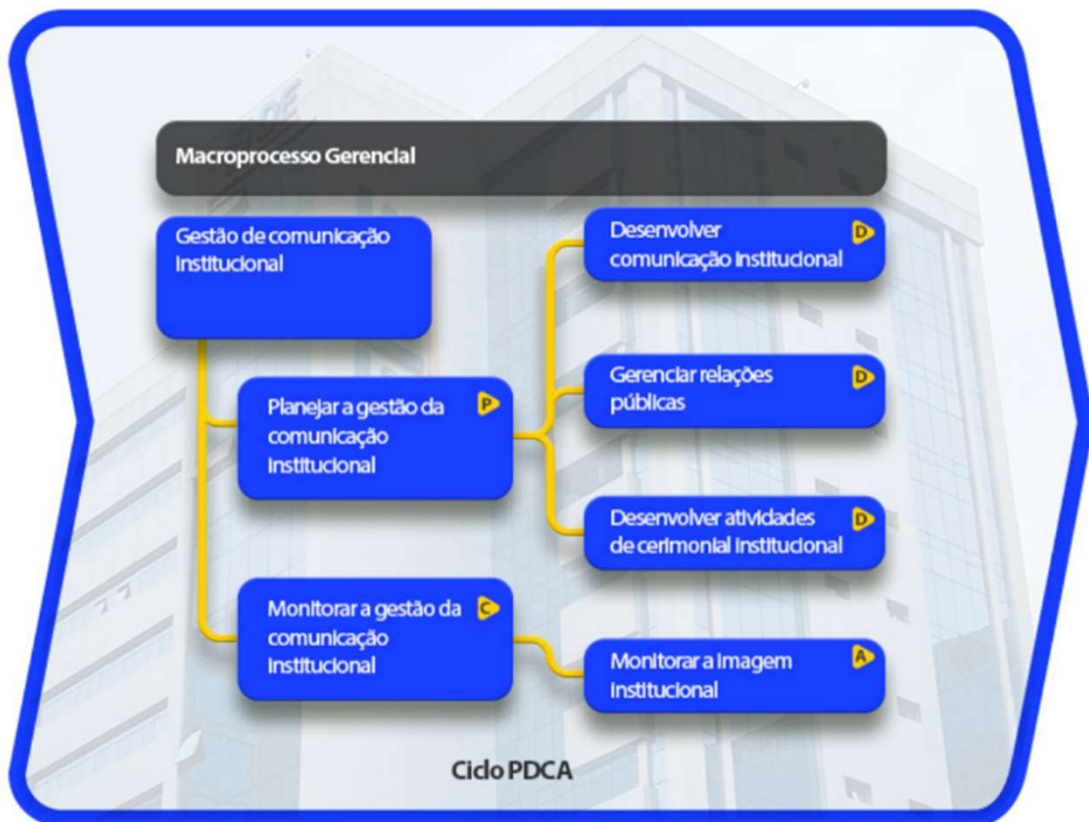 Macroprocesso Gerencial
Gestão de comunicação
institucional
Planejar a gestão da
comunicação
institucional
P
Desenvolver
comunicação institucional
D
Gerenciar relações
públicas
D
Desenvolver atividades
de cerimonial institucional
D
Monitorar a gestão da
comunicação
institucional
C
Monitorar a imagem
institucional
A
Ciclo PDCA